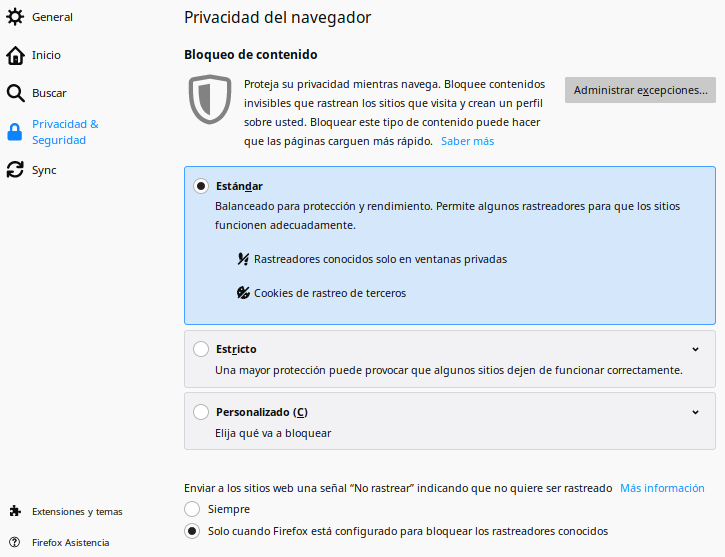 General
Inicio
Buscar
Privacidad &
Seguridad
Sync
Extensiones y temas
Firefox Asistencia
Privacidad del navegador
Bloqueo de contenido
Proteja su privacidad mientras navega. Bloquee contenidos
invisibles que rastrean los sitios que visita y crean un perfil
sobre usted. Bloquear este tipo de contenido puede hacer
que las páginas carguen más rápido. Saber más
Administrar excepciones...
Estándar
Balanceado para protección y rendimiento. Permite algunos rastreadores para que los sitios
funcionen adecuadamente.
Rastreadores conocidos solo en ventanas privadas
Cookies de rastreo de terceros
Estricto
Una mayor protección puede provocar que algunos sitios dejen de funcionar correctamente.
Personalizado (C)
Elija qué va a bloquear
Enviar a los sitios web una señal “No rastrear” indicando que no quiere ser rastreado Más información
Siempre
Solo cuando Firefox está configurado para bloquear los rastreadores conocidos